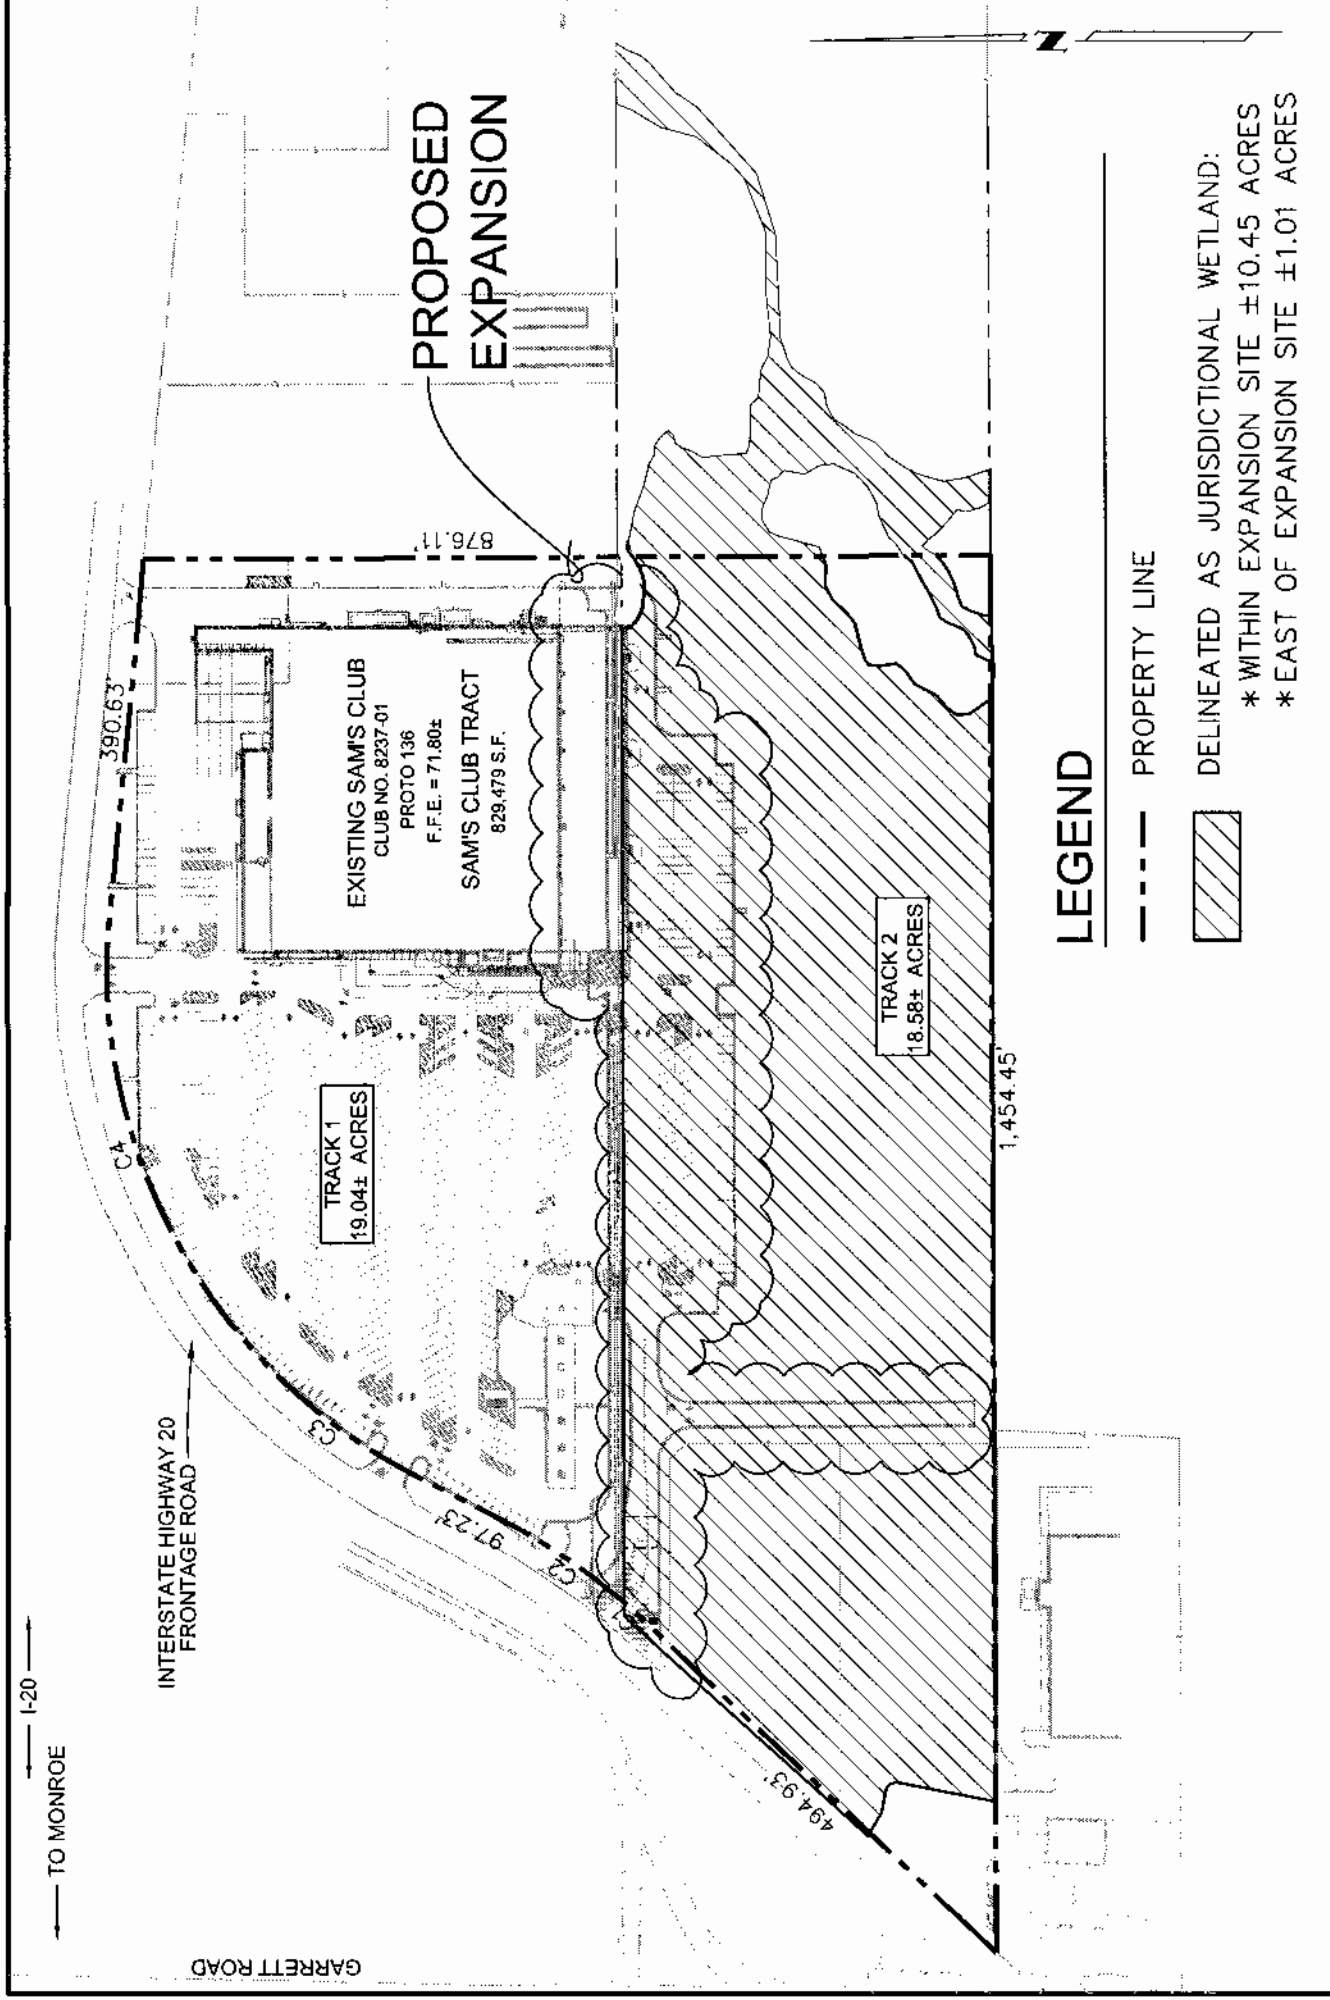 I-20
TO MONROE
GARRETT ROAD
INTERSTATE HIGHWAY 20
FRONTAGE ROAD
390.63'
C4
C3
97.23'
C2
494.93'
876.11'
1,454.45'
TRACK 1
19.04± ACRES
EXISTING SAM'S CLUB
CLUB NO. 8237-01
PROTO 136
F.F.E. = 71.80±
SAM'S CLUB TRACT
829,479 S.F.
PROPOSED
EXPANSION
TRACK 2
18.58± ACRES
N
LEGEND
PROPERTY LINE
DELINEATED AS JURISDICTIONAL WETLAND:
* WITHIN EXPANSION SITE ±10.45 ACRES
* EAST OF EXPANSION SITE ±1.01 ACRES